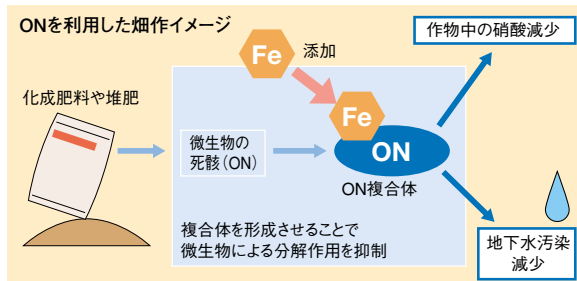 ONを利用した畑作イメージ
Fe
添加
作物中の硝酸減少
化成肥料や堆肥
Fe
微生物の
死骸（ON）
ON
ON複合体
複合体を形成させることで
微生物による分解作用を抑制
地下水汚染
減少